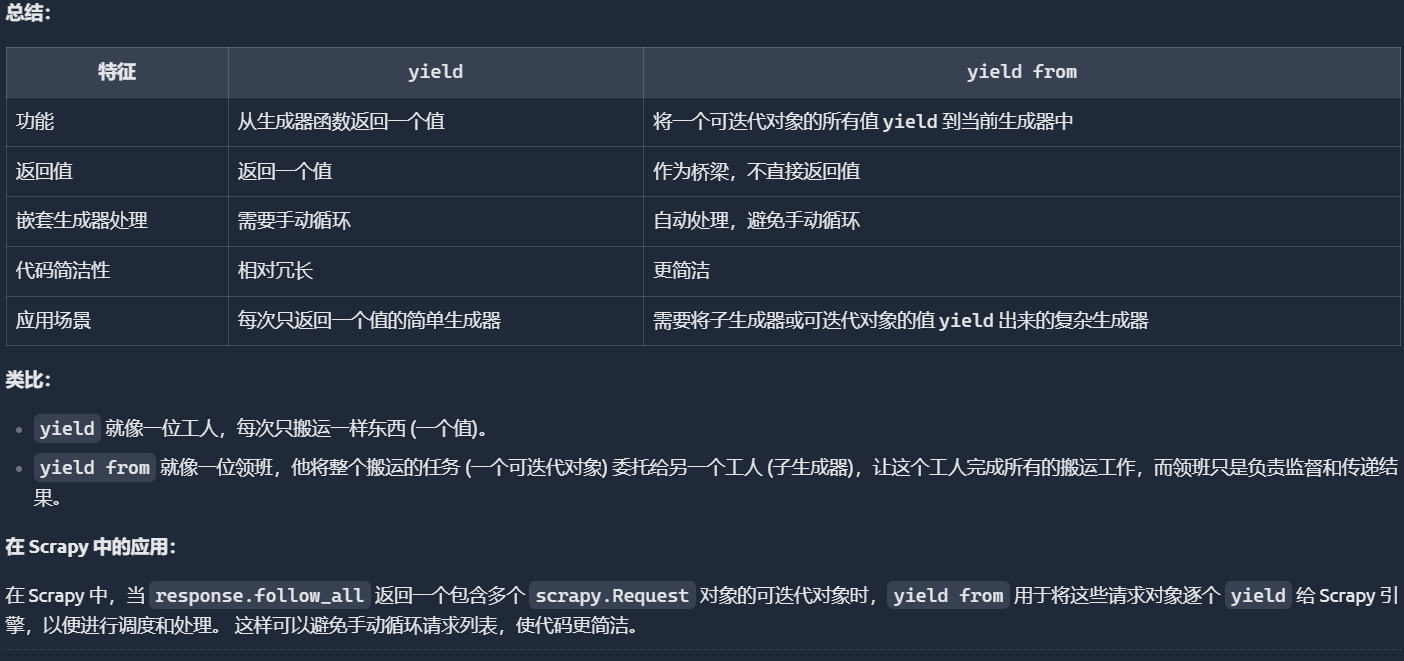 总结：
特征 yield yield from
功能 从生成器函数返回一个值 将一个可迭代对象的所有值 yield 到当前生成器中
返回值 返回一个值 作为桥梁，不直接返回值
嵌套生成器处理 需要手动循环 自动处理，避免手动循环
代码简洁性 相对冗长 更简洁
应用场景 每次只返回一个值的简单生成器 需要将子生成器或可迭代对象的值 yield 出来的复杂生成器
类比：
• yield 就像一位工人，每次只搬运一样东西 (一个值)。
• yield from 就像一位领班，他将整个搬运的任务 (一个可迭代对象) 委托给另一个工人 (子生成器)，让这个工人完成所有的搬运工作，而领班只是负责监督和传递结
果。
在 Scrapy 中的应用：
在 Scrapy 中，当 response.follow_all 返回一个包含多个 scrapy.Request 对象的可迭代对象时， yield from 用于将这些请求对象逐个 yield 给 Scrapy 引
擎，以便进行调度和处理。 这样可以避免手动循环请求列表，使代码更简洁。